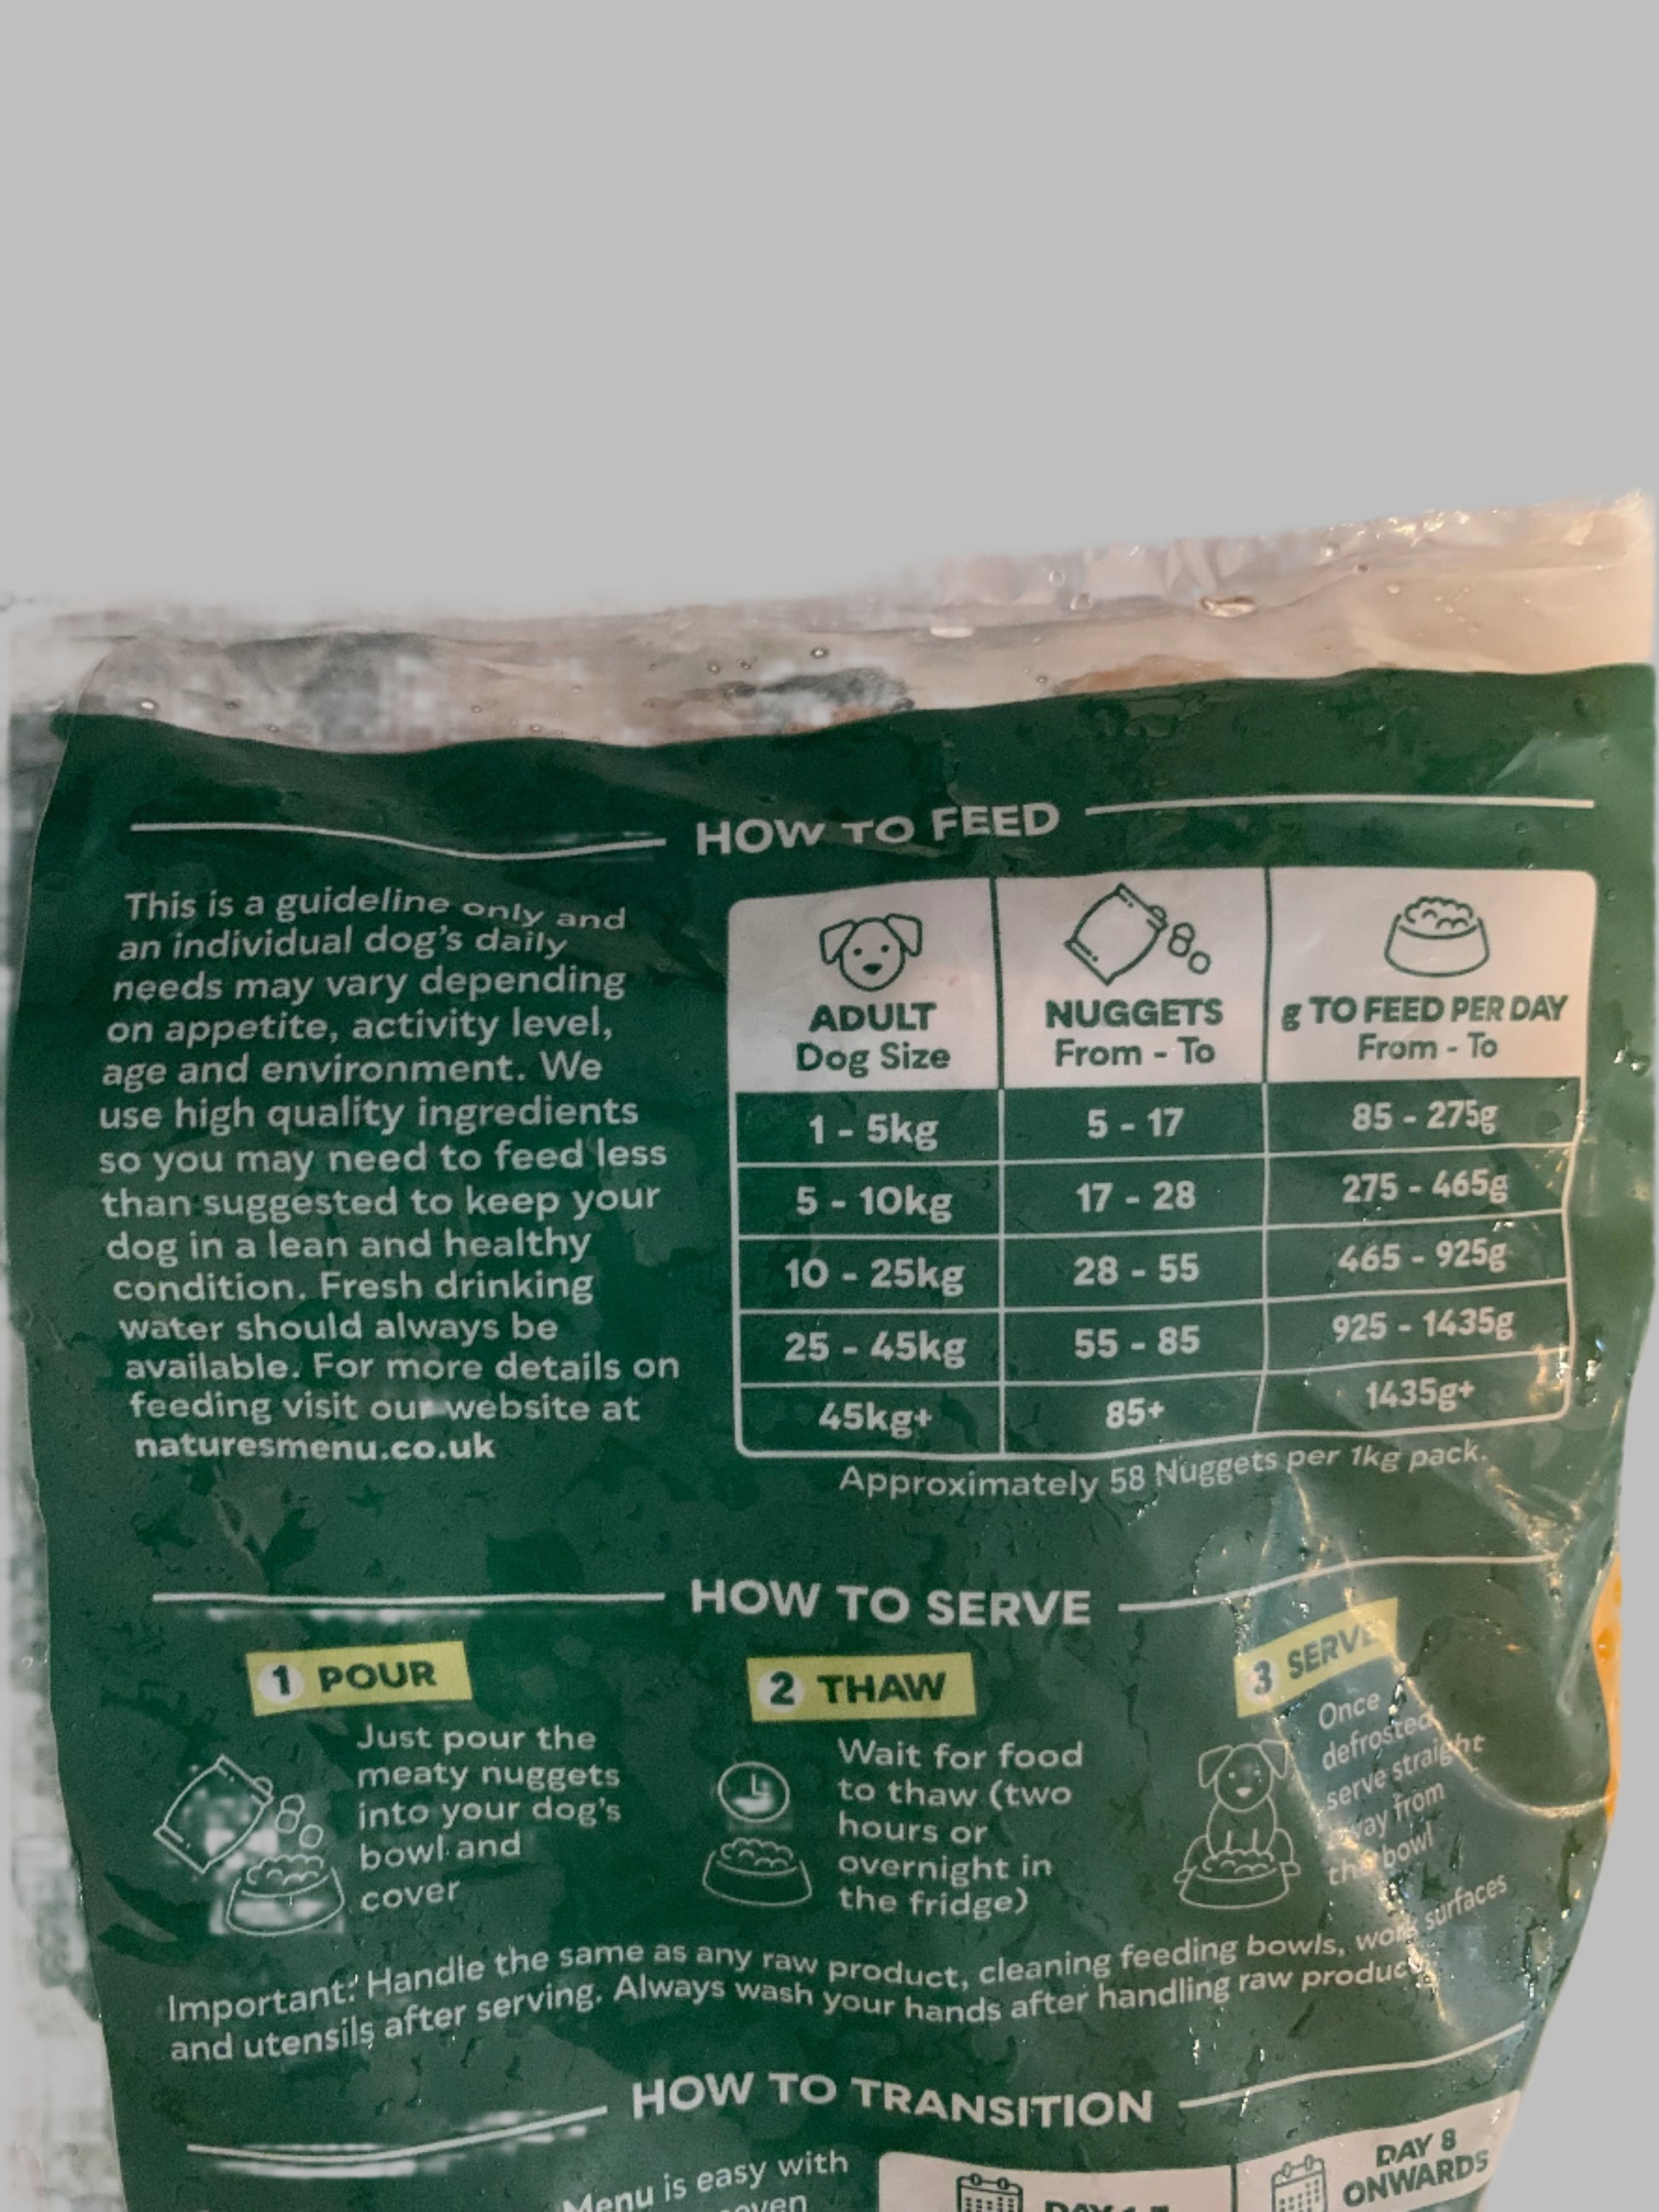 HOW TO FEED
This is a guideline only and
an individual dog's daily
needs may vary depending
on appetite, activity level,
age and environment. We
use high quality ingredients
so you may need to feed less
than suggested to keep your
dog in a lean and healthy
condition. Fresh drinking
water should always be
available. For more details on
feeding visit our website at
naturesmenu.co.uk
ADULT NUGGETS g TO FEED PER DAY
Dog Size From - To From - To
1 - 5kg 5 - 17 85 - 275g
5 - 10kg 17 - 28 275 - 465g
10 - 25kg 28 - 55 465 - 925g
25 - 45kg 55 - 85 925 - 1435g
45kg+ 85+ 1435g+
Approximately 58 Nuggets per 1kg pack.
HOW TO SERVE
1 POUR
Just pour the
meaty nuggets
into your dog's
bowl and
cover
2 THAW
Wait for food
to thaw (two
hours or
overnight in
the fridge)
3 SERVE
Once
defrosted
serve straight
away from
the bowl
Important: Handle the same as any raw product, cleaning feeding bowls, work surfaces
and utensils after serving. Always wash your hands after handling raw product
HOW TO TRANSITION
Menu is easy with
DAY
DAY 8
ONWARDS